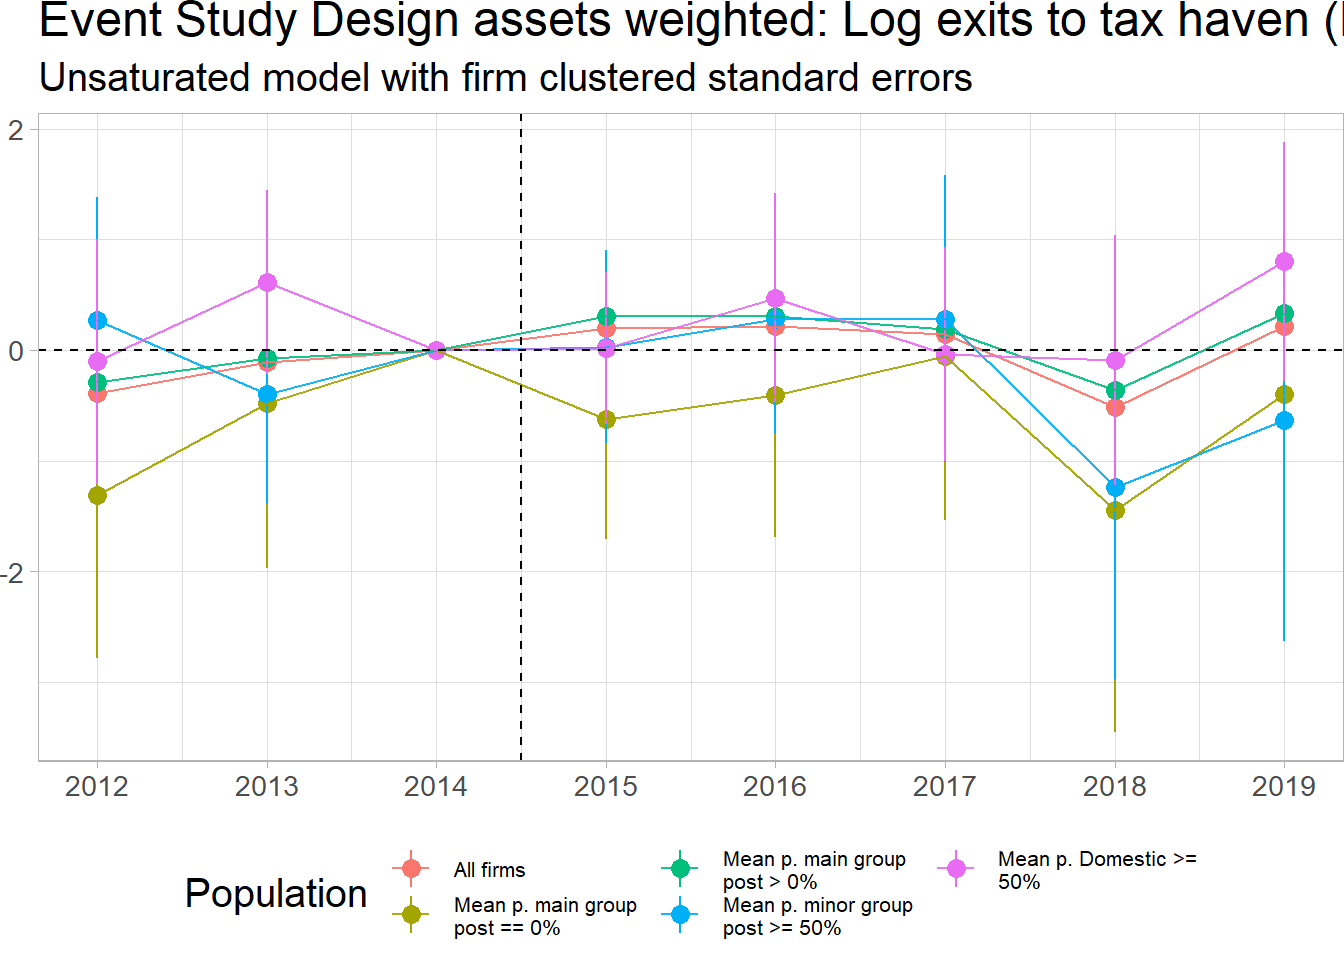 Event Study Design assets weighted: Log exits to tax haven (
Unsaturated model with firm clustered standard errors
2
0
-2
2012 2013 2014 2015 2016 2017 2018 2019
Population
All firms
Mean p. main group
post == 0%
Mean p. main group
post > 0%
Mean p. minor group
post >= 50%
Mean p. Domestic >=
50%